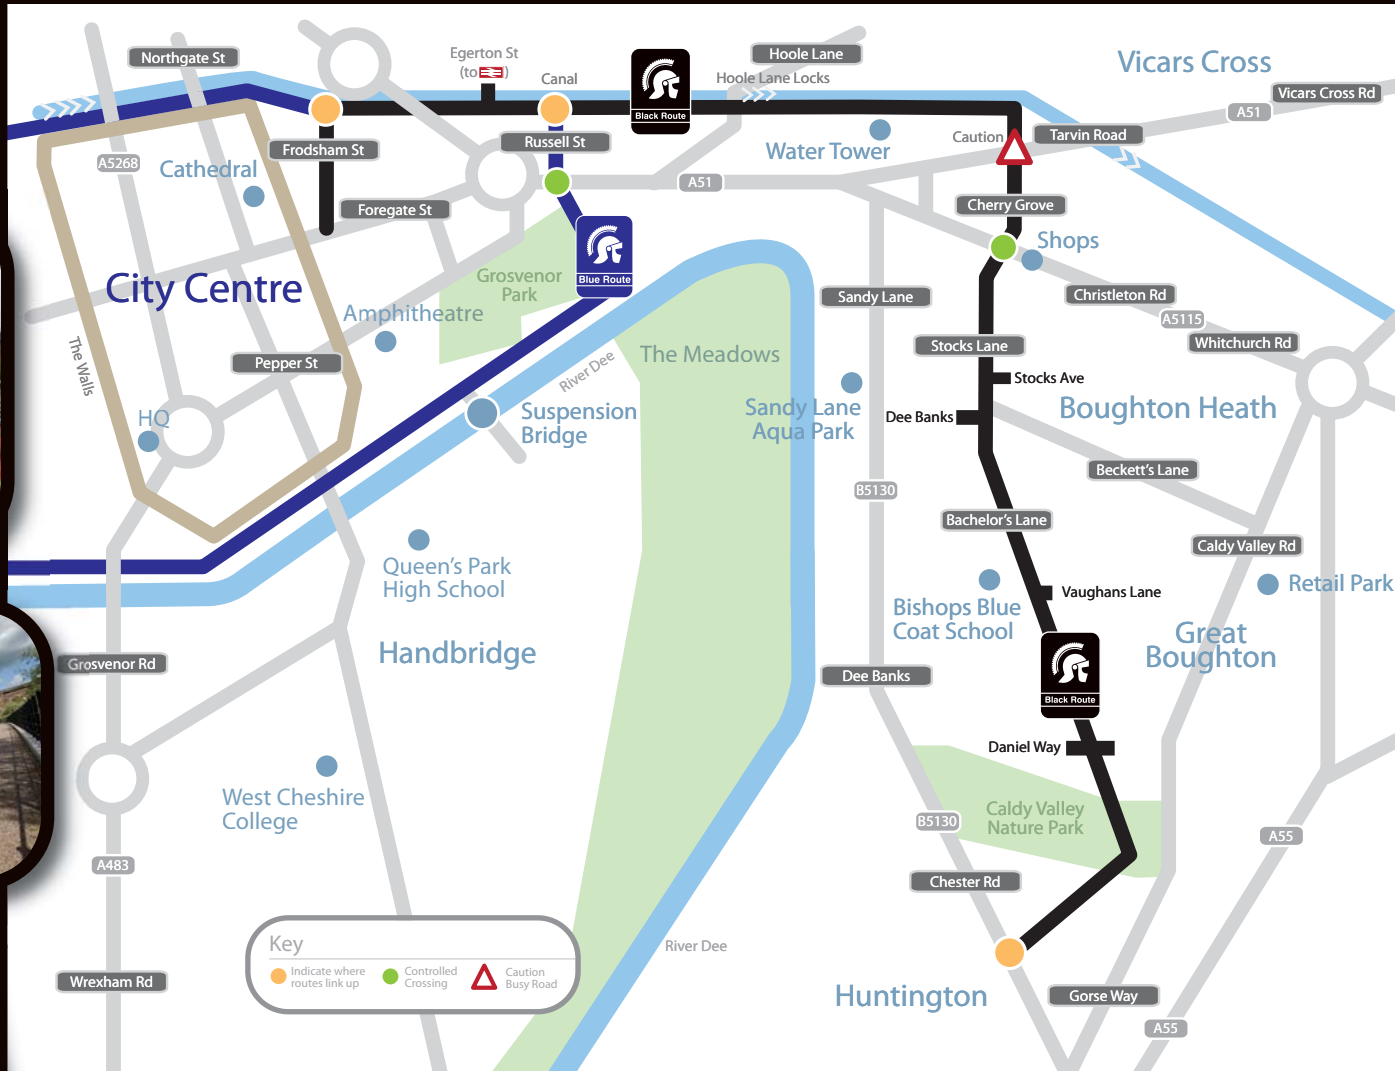 Northgate St
Egerton St
(to )
Canal
Black Route
Hoole Lane
Hoole Lane Locks
Vicars Cross
Vicars Cross Rd
A51
A5268
Frodsham St
Russell St
Water Tower
Caution
Tarvin Road
Cathedral
Foregate St
A51
Cherry Grove
Shops
City Centre
Grosvenor
Park
Blue Route
Sandy Lane
Christleton Rd
A5115
Whitchurch Rd
Amphitheatre
The Walls
Pepper St
River Dee
The Meadows
Stocks Lane
Stocks Ave
HQ
Suspension
Bridge
Sandy Lane
Aqua Park
Dee Banks
Boughton Heath
Beckett's Lane
B5130
Bachelor's Lane
Caldy Valley Rd
Queen's Park
High School
Bishops Blue
Coat School
Vaughans Lane
Retail Park
Great
Boughton
Handbridge
Grosvenor Rd
Dee Banks
Black Route
Daniel Way
West Cheshire
College
Caldy Valley
Nature Park
B5130
A55
A483
Chester Rd
River Dee
Key
Indicate where
routes link up
Controlled
Crossing
Caution
Busy Road
Wrexham Rd
Huntington
Gorse Way
A55